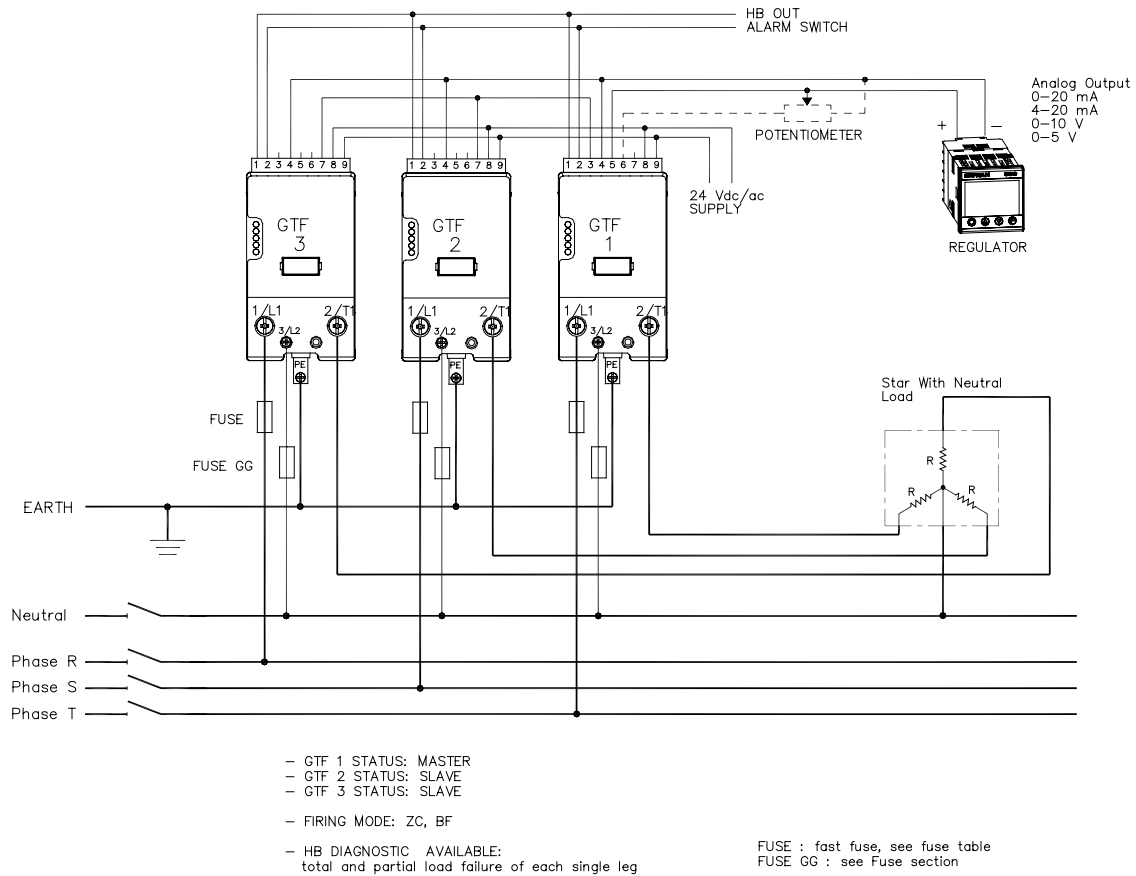 HB OUT
ALARM SWITCH
Analog Output
0-20 mA
4-20 mA
0-10 V
0-5 V
+ -
POTENTIOMETER
1 2 3 4 5 6 7 8 9
1 2 3 4 5 6 7 8 9
1 2 3 4 5 6 7 8 9
24 Vdc/ac
SUPPLY
REGULATOR
GTF
3
GTF
2
GTF
1
1/L1 2/T1
3/L2
PE
1/L1 2/T1
3/L2
PE
1/L1 2/T1
3/L2
PE
Star With Neutral
Load
R
R
R
FUSE
FUSE GG
EARTH
Neutral
Phase R
Phase S
Phase T
- GTF 1 STATUS: MASTER
- GTF 2 STATUS: SLAVE
- GTF 3 STATUS: SLAVE
- FIRING MODE: ZC, BF
- HB DIAGNOSTIC AVAILABLE:
total and partial load failure of each single leg
FUSE : fast fuse, see fuse table
FUSE GG : see Fuse section